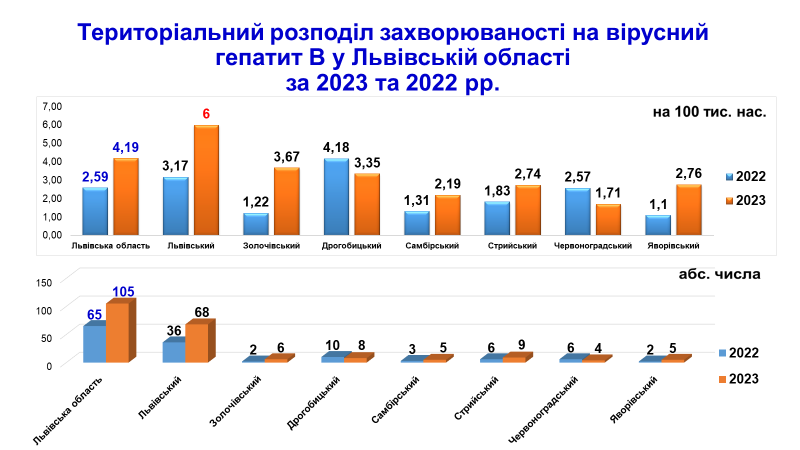 Територіальний розподіл захворюваності на вірусний
гепатит В у Львівській області
за 2023 та 2022 рр.
на 100 тис. нас.
7,00
6,00
5,00
4,00
3,00
2,00
1,00
0,00
2,59 4,19 3,17 6 1,22 3,67 4,18 3,35 1,31 2,19 1,83 2,74 2,57 1,71 1,1 2,76
Львівська область Львівський Золочівський Дрогобицький Самбірський Стрийський Червоноградський Яворівський
2022
2023
абс. числа
150
100
50
0
65 105 36 68 2 6 10 8 3 5 6 9 6 4 2 5
Львівська область Львівський Золочівський Дрогобицький Самбірський Стрийський Червоноградський Яворівський
2022
2023